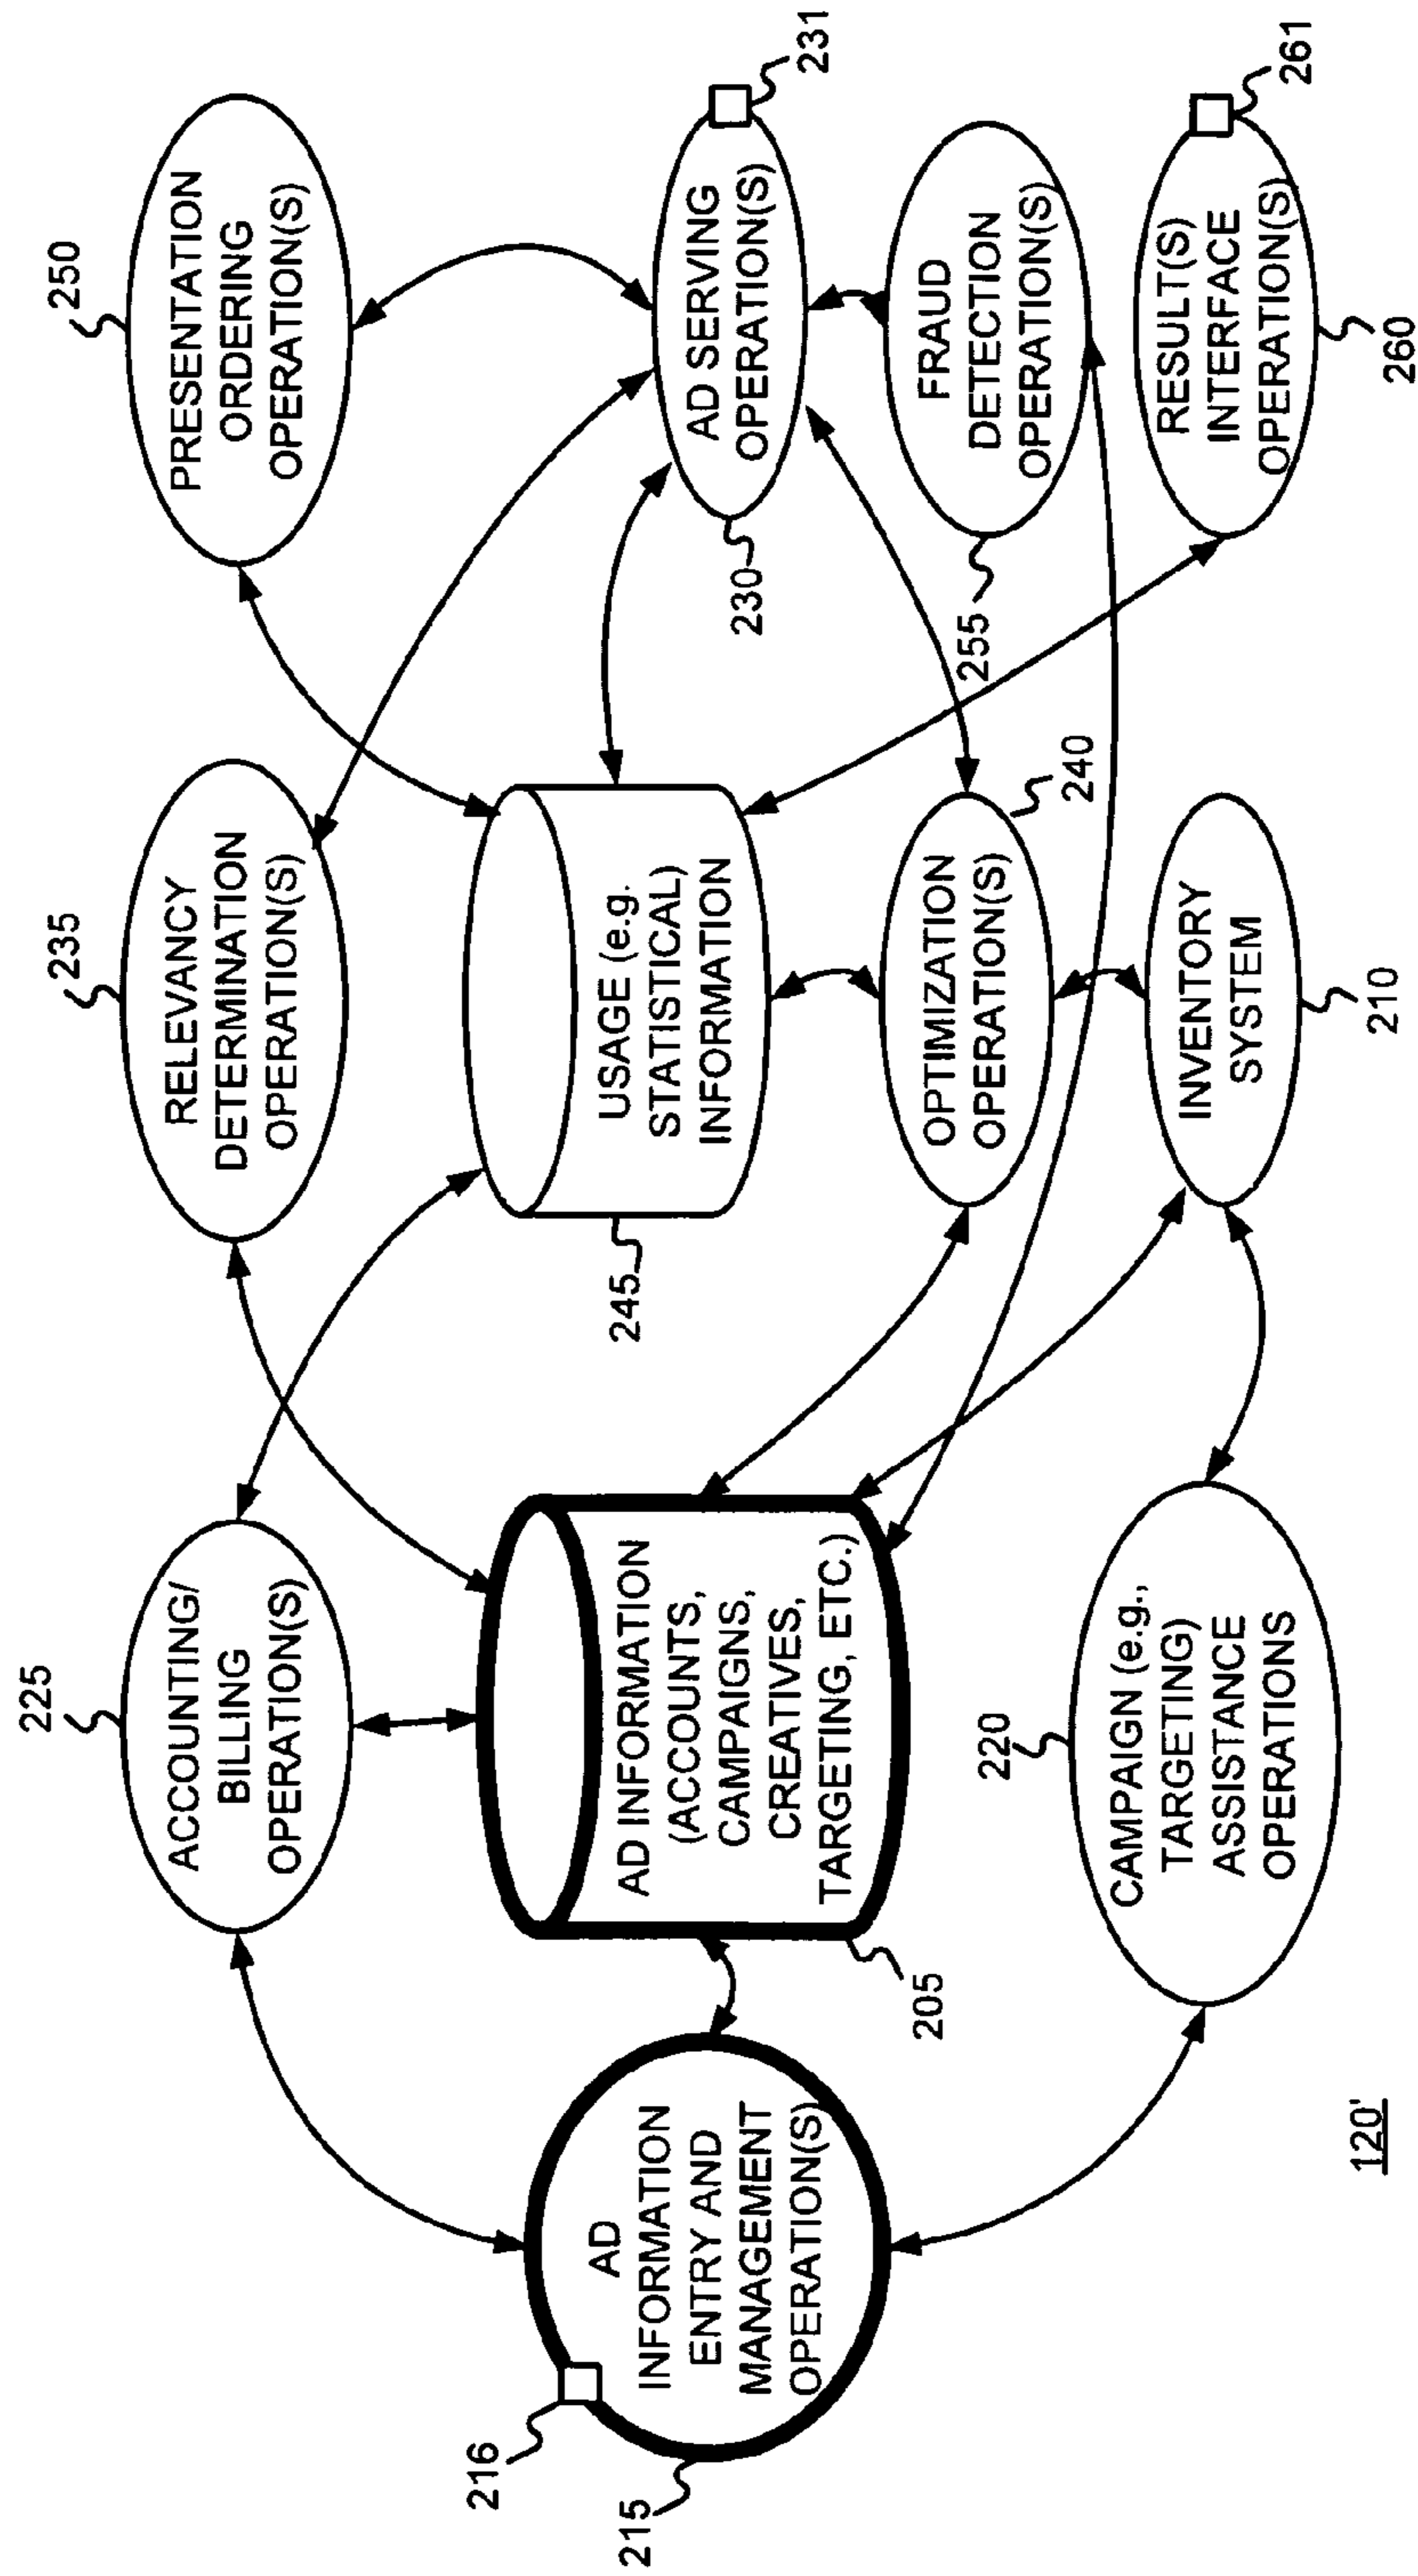 225
ACCOUNTING/
BILLING
OPERATION(S)
235
RELEVANCY
DETERMINATION
OPERATION(S)
250
PRESENTATION
ORDERING
OPERATION(S)
216
215
AD
INFORMATION
ENTRY AND
MANAGEMENT
OPERATION(S)
205
AD INFORMATION
(ACCOUNTS,
CAMPAIGNS,
CREATIVES,
TARGETING, ETC.)
245
USAGE (e.g.
STATISTICAL)
INFORMATION
230
AD SERVING
OPERATION(S)
231
240
OPTIMIZATION
OPERATION(S)
255
FRAUD
DETECTION
OPERATION(S)
220
CAMPAIGN (e.g.,
TARGETING)
ASSISTANCE
OPERATIONS
INVENTORY
SYSTEM
210
RESULT(S)
INTERFACE
OPERATION(S)
261
260
120'